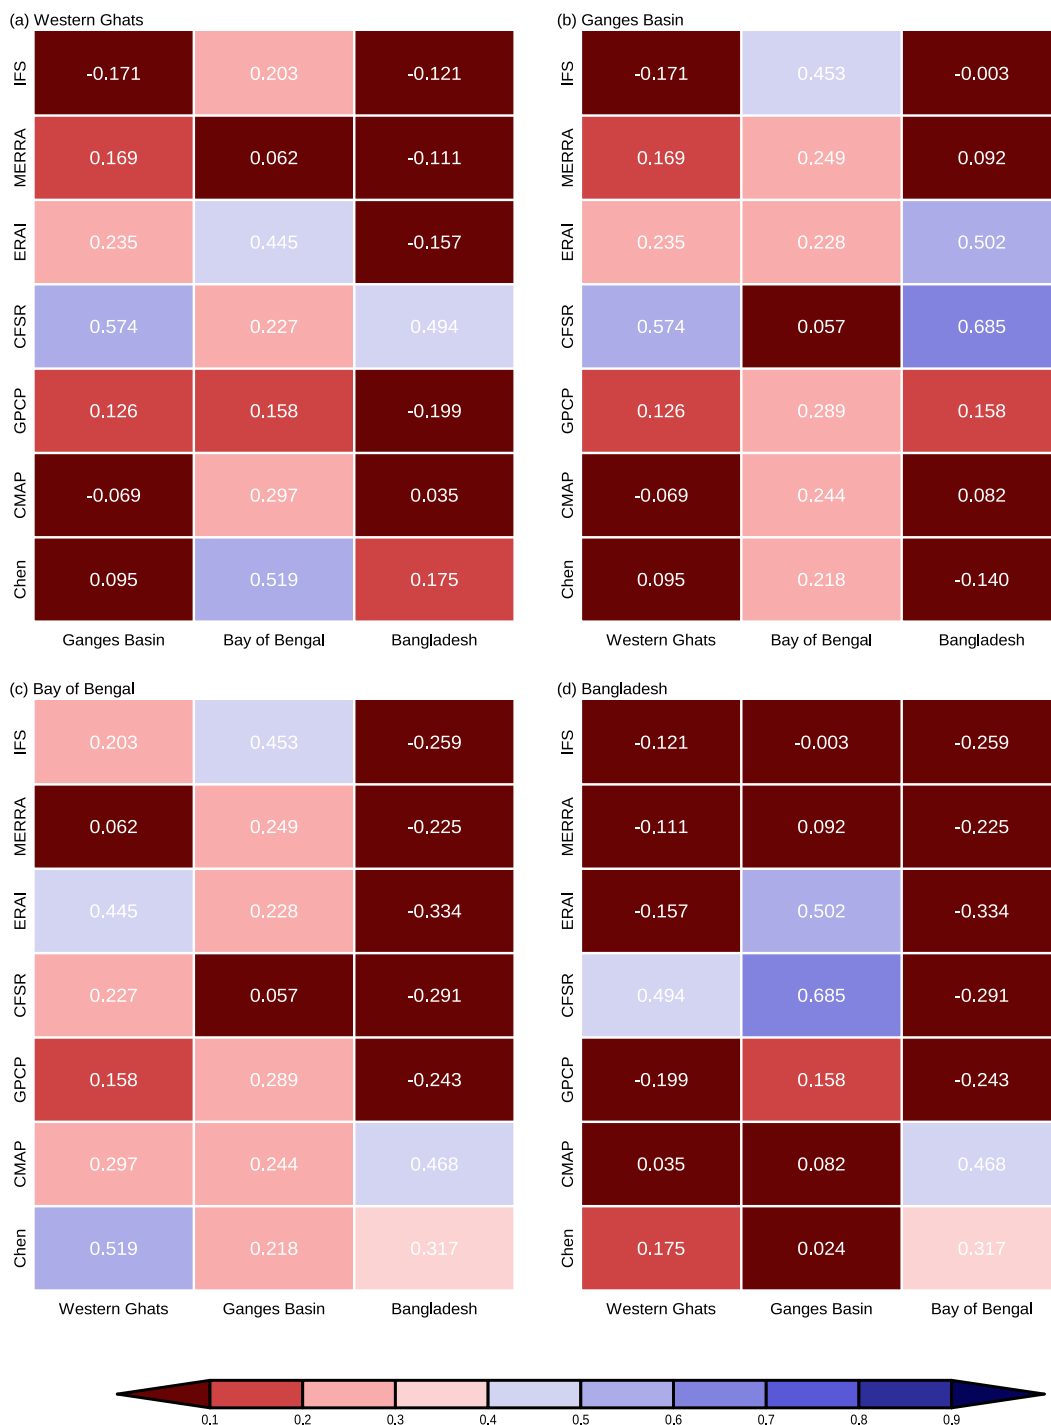 (a) Western Ghats
IFS -0.171 0.203 -0.121
MERRA 0.169 0.062 -0.111
ERAI 0.235 0.445 -0.157
CFSR 0.574 0.227 0.494
GPCP 0.126 0.158 -0.199
CMAP -0.069 0.297 0.035
Chen 0.095 0.519 0.175
Ganges Basin Bay of Bengal Bangladesh
(b) Ganges Basin
IFS -0.171 0.453 -0.003
MERRA 0.169 0.249 0.092
ERAI 0.235 0.228 0.502
CFSR 0.574 0.057 0.685
GPCP 0.126 0.289 0.158
CMAP -0.069 0.244 0.082
Chen 0.095 0.218 -0.140
Western Ghats Bay of Bengal Bangladesh
(c) Bay of Bengal
IFS 0.203 0.453 -0.259
MERRA 0.062 0.249 -0.225
ERAI 0.445 0.228 -0.334
CFSR 0.227 0.057 -0.291
GPCP 0.158 0.289 -0.243
CMAP 0.297 0.244 0.468
Chen 0.519 0.218 0.317
Western Ghats Ganges Basin Bangladesh
(d) Bangladesh
IFS -0.121 -0.003 -0.259
MERRA -0.111 0.092 -0.225
ERAI -0.157 0.502 -0.334
CFSR 0.494 0.685 -0.291
GPCP -0.199 0.158 -0.243
CMAP 0.035 0.082 0.468
Chen 0.175 0.024 0.317
Western Ghats Ganges Basin Bay of Bengal
0.1 0.2 0.3 0.4 0.5 0.6 0.7 0.8 0.9